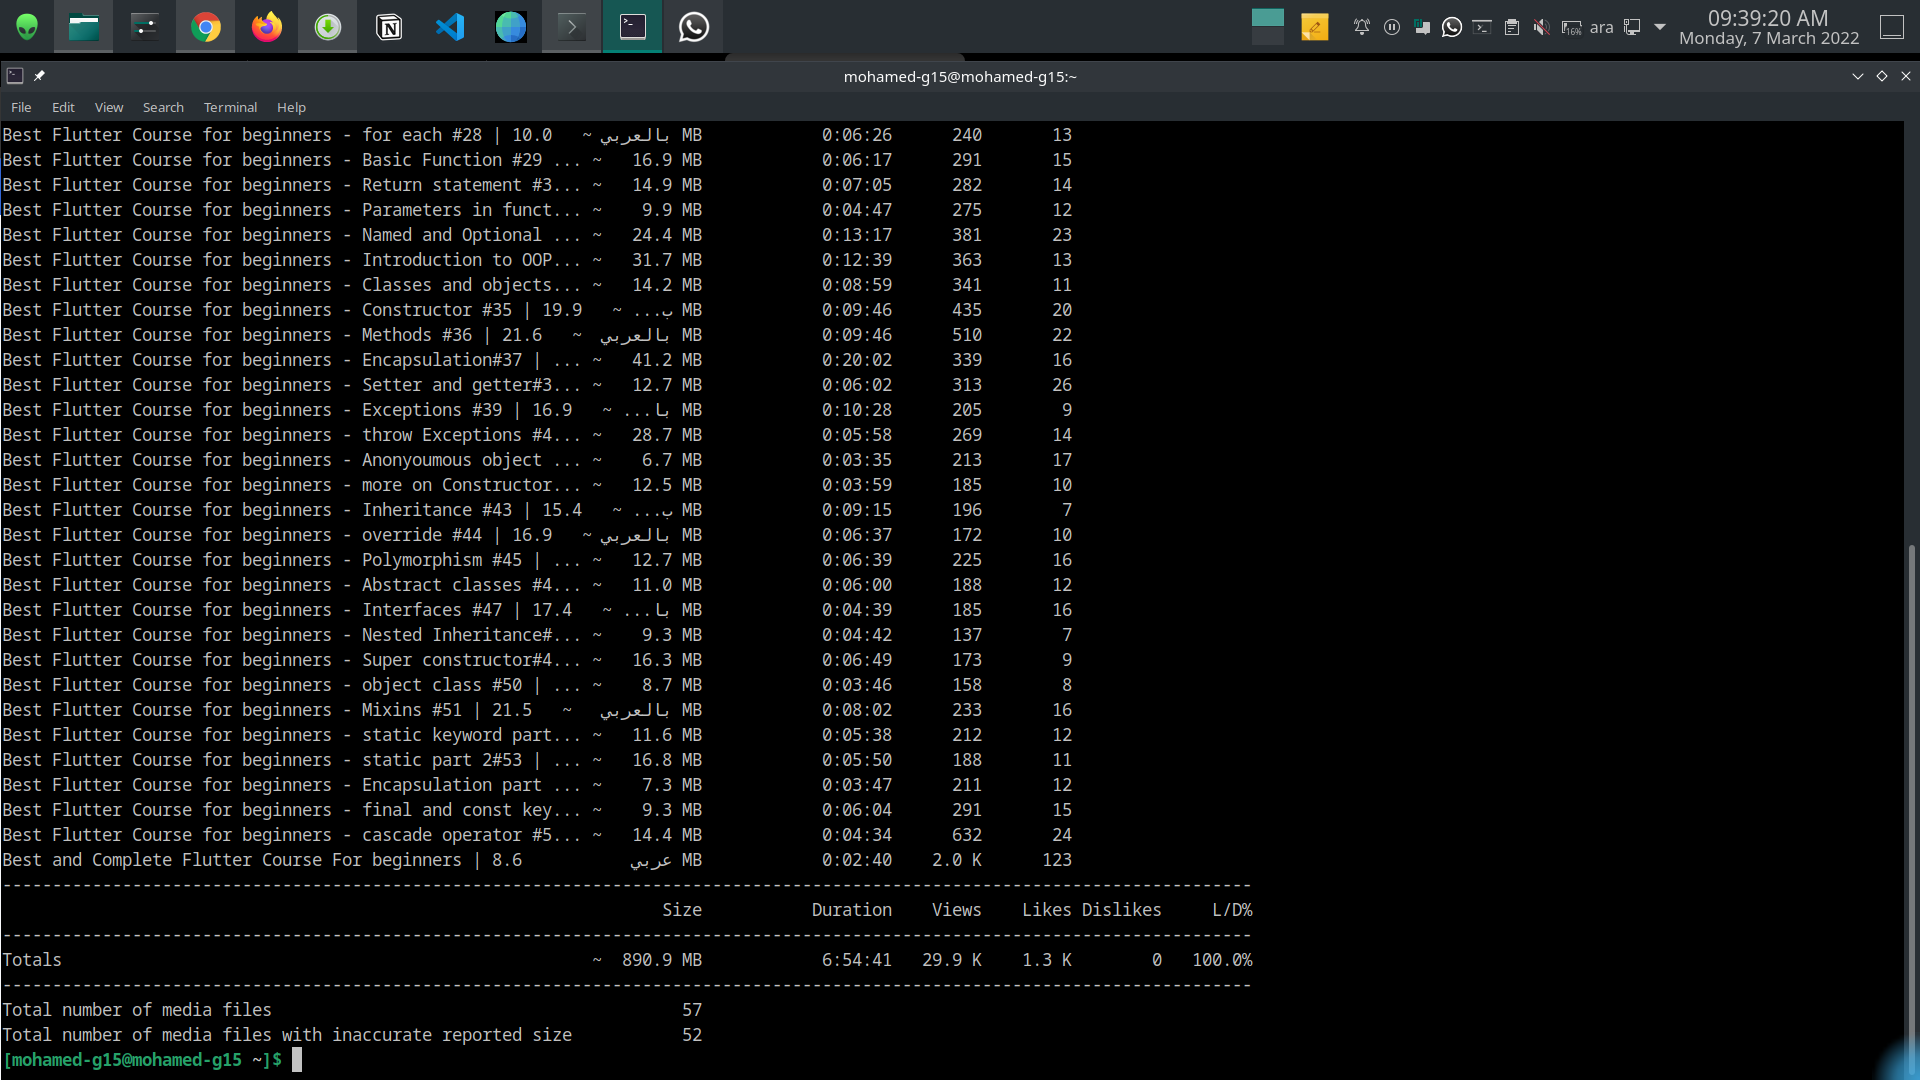 09:39:20 AM
16% ara Monday, 7 March 2022
mohamed-g15@mohamed-g15:~
File Edit View Search Terminal Help
Best Flutter Course for beginners - for each #28 | بالعربي ~ 10.0 MB 0:06:26 240 13
Best Flutter Course for beginners - Basic Function #29 ... ~ 16.9 MB 0:06:17 291 15
Best Flutter Course for beginners - Return statement #3... ~ 14.9 MB 0:07:05 282 14
Best Flutter Course for beginners - Parameters in funct... ~ 9.9 MB 0:04:47 275 12
Best Flutter Course for beginners - Named and Optional ... ~ 24.4 MB 0:13:17 381 23
Best Flutter Course for beginners - Introduction to OOP... ~ 31.7 MB 0:12:39 363 13
Best Flutter Course for beginners - Classes and objects... ~ 14.2 MB 0:08:59 341 11
Best Flutter Course for beginners - Constructor #35 | ب... ~ 19.9 MB 0:09:46 435 20
Best Flutter Course for beginners - Methods #36 | بالعربي ~ 21.6 MB 0:09:46 510 22
Best Flutter Course for beginners - Encapsulation#37 | ... ~ 41.2 MB 0:20:02 339 16
Best Flutter Course for beginners - Setter and getter#3... ~ 12.7 MB 0:06:02 313 26
Best Flutter Course for beginners - Exceptions #39 | با... ~ 16.9 MB 0:10:28 205 9
Best Flutter Course for beginners - throw Exceptions #4... ~ 28.7 MB 0:05:58 269 14
Best Flutter Course for beginners - Anonyoumous object ... ~ 6.7 MB 0:03:35 213 17
Best Flutter Course for beginners - more on Constructor... ~ 12.5 MB 0:03:59 185 10
Best Flutter Course for beginners - Inheritance #43 | ب... ~ 15.4 MB 0:09:15 196 7
Best Flutter Course for beginners - override #44 | بالعربي ~ 16.9 MB 0:06:37 172 10
Best Flutter Course for beginners - Polymorphism #45 | ... ~ 12.7 MB 0:06:39 225 16
Best Flutter Course for beginners - Abstract classes #4... ~ 11.0 MB 0:06:00 188 12
Best Flutter Course for beginners - Interfaces #47 | با... ~ 17.4 MB 0:04:39 185 16
Best Flutter Course for beginners - Nested Inheritance#... ~ 9.3 MB 0:04:42 137 7
Best Flutter Course for beginners - Super constructor#4... ~ 16.3 MB 0:06:49 173 9
Best Flutter Course for beginners - object class #50 | ... ~ 8.7 MB 0:03:46 158 8
Best Flutter Course for beginners - Mixins #51 | بالعربي ~ 21.5 MB 0:08:02 233 16
Best Flutter Course for beginners - static keyword part... ~ 11.6 MB 0:05:38 212 12
Best Flutter Course for beginners - static part 2#53 | ... ~ 16.8 MB 0:05:50 188 11
Best Flutter Course for beginners - Encapsulation part ... ~ 7.3 MB 0:03:47 211 12
Best Flutter Course for beginners - final and const key... ~ 9.3 MB 0:06:04 291 15
Best Flutter Course for beginners - cascade operator #5... ~ 14.4 MB 0:04:34 632 24
Best and Complete Flutter Course For beginners | عربي 8.6 MB 0:02:40 2.0 K 123
Size Duration Views Likes Dislikes L/D%
Totals ~ 890.9 MB 6:54:41 29.9 K 1.3 K 0 100.0%
Total number of media files 57
Total number of media files with inaccurate reported size 52
[mohamed-g15@mohamed-g15 ~]$